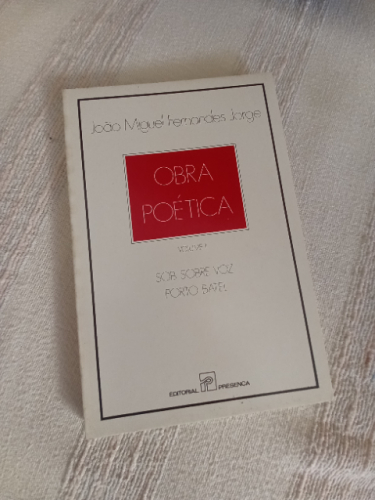 João Miguel Fernandes Jorge
OBRA
POÉTICA
SOB SOBRE VOZ
PORTO BATEL
EDITORIAL PRESENÇA